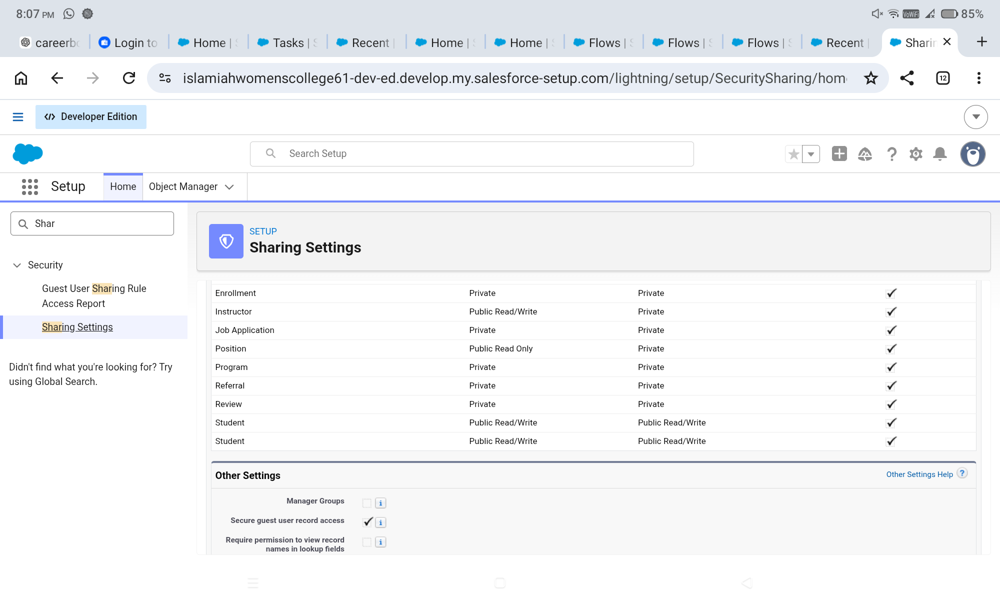 8:07 PM VoWiFi 85%
careerbo Login to Home | S Tasks | S Recent | Home | S Home | S Flows | S Flows | S Flows | S Recent | Sharin
islamiahwomenscollege61-dev-ed.develop.my.salesforce-setup.com/lightning/setup/SecuritySharing/hom 12
Developer Edition
Search Setup
Setup Home Object Manager
Shar
SETUP
Sharing Settings
Security
Guest User Sharing Rule
Access Report
Sharing Settings
Didn't find what you're looking for? Try
using Global Search.
Enrollment Private Private
Instructor Public Read/Write Private
Job Application Private Private
Position Public Read Only Private
Program Private Private
Referral Private Private
Review Private Private
Student Public Read/Write Public Read/Write
Student Public Read/Write Public Read/Write
Other Settings Other Settings Help ?
Manager Groups i
Secure guest user record access i
Require permission to view record
names in lookup fields i